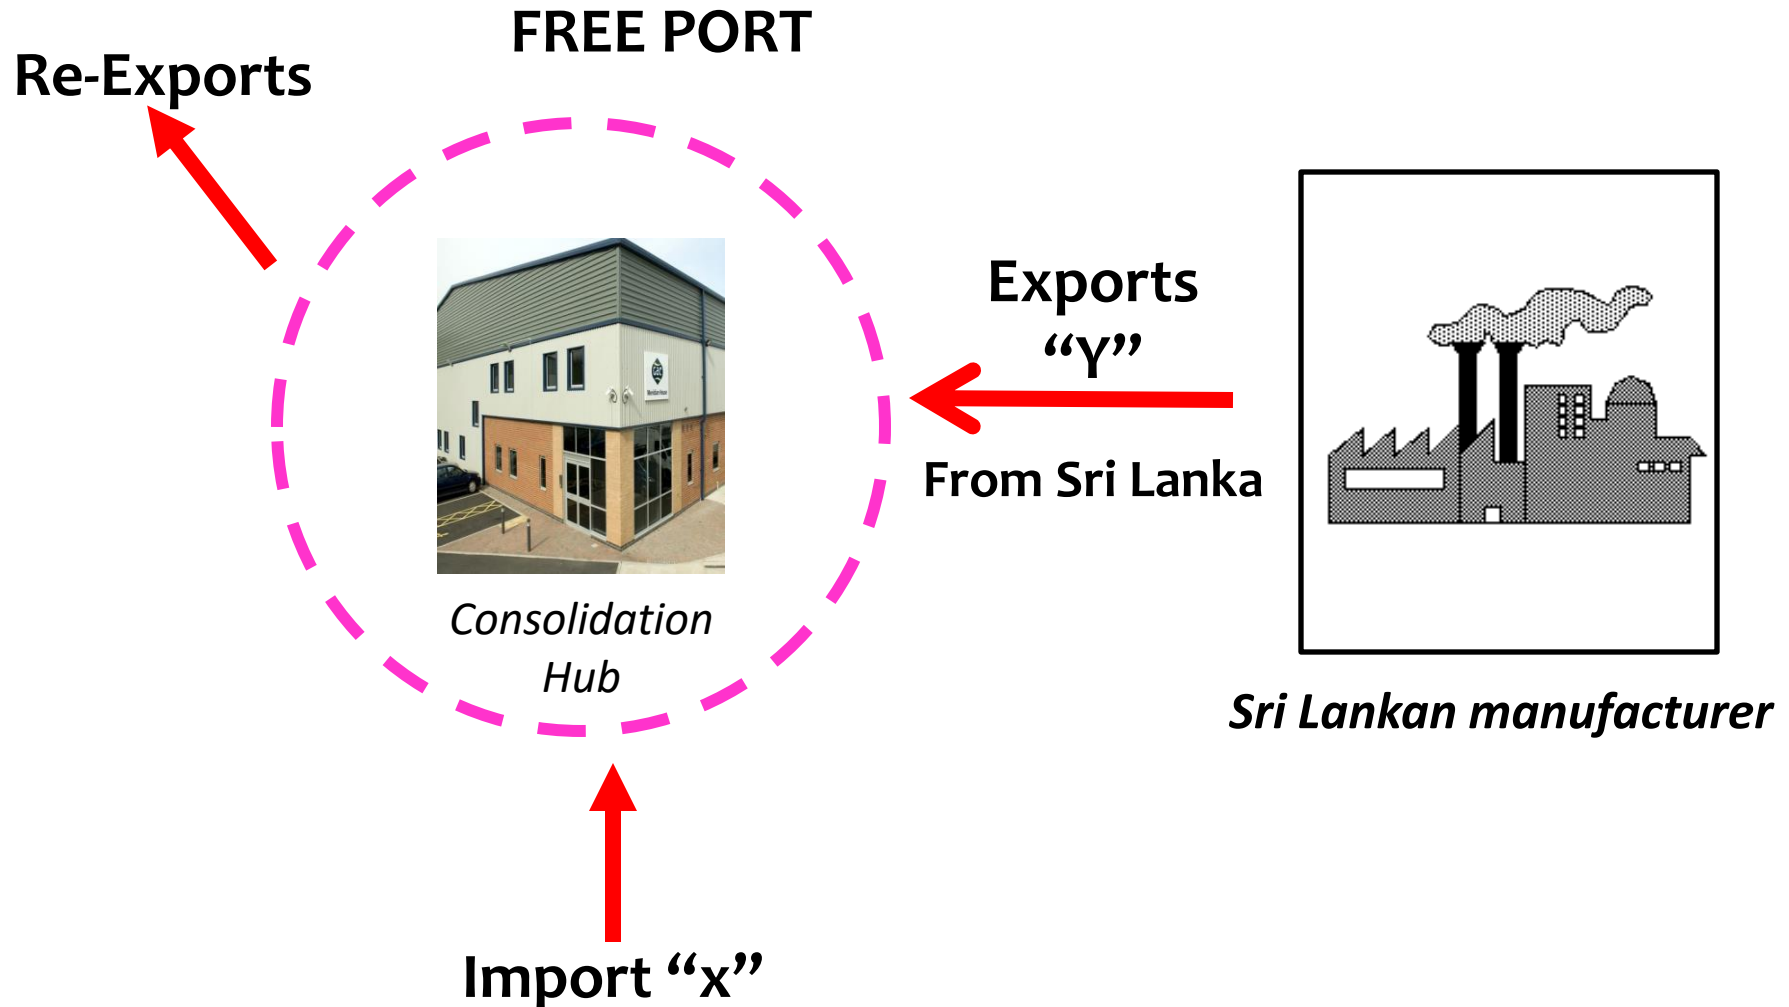 FREE PORT
Re-Exports
Exports
“Y”
From Sri Lanka
Consolidation
Hub
Sri Lankan manufacturer
Import “x”